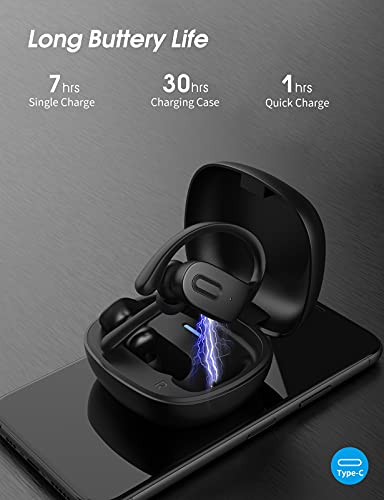 Long Buttery Life
7hrs 30hrs 1hrs
Single Charge Charging Case Quick Charge
R
Type-C